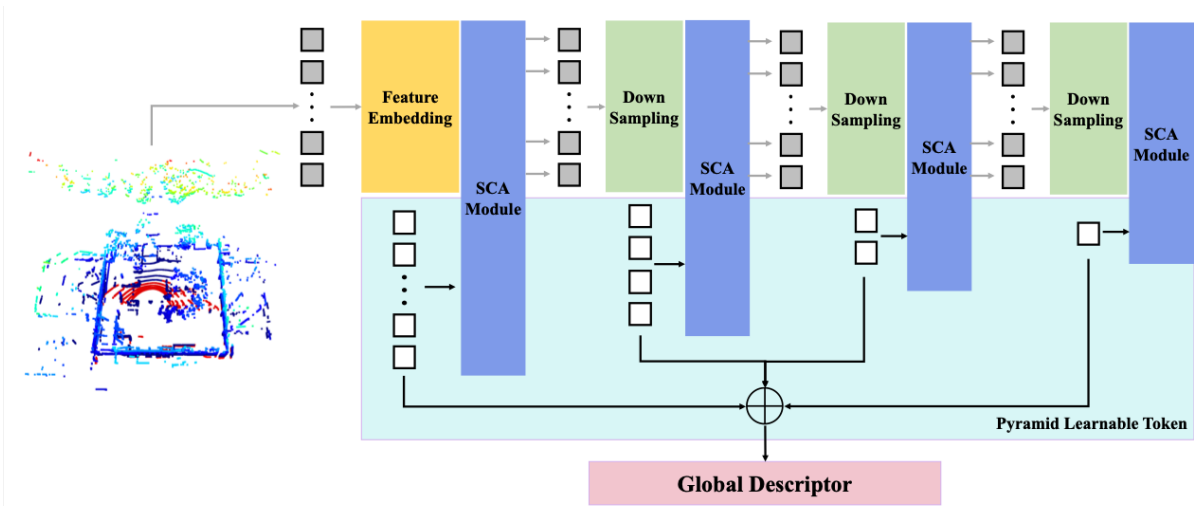 Feature
Embedding
SCA
Module
Down
Sampling
SCA
Module
Down
Sampling
SCA
Module
Down
Sampling
SCA
Module
Pyramid Learnable Token
Global Descriptor